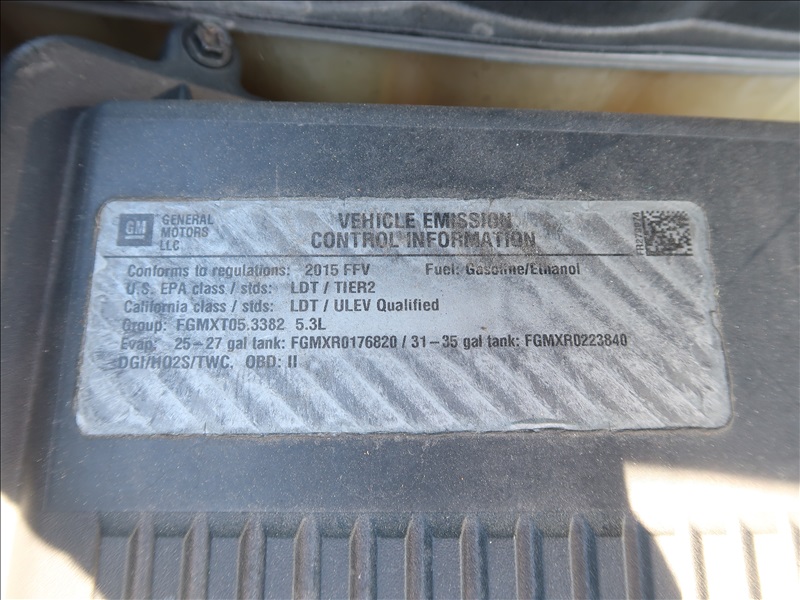 GM
GENERAL
MOTORS
LLC
VEHICLE EMISSION
CONTROL INFORMATION
Conforms to regulations: 2015 FFV Fuel: Gasoline/Ethanol
U.S. EPA class / stds: LDT / TIER2
California class / stds: LDT / ULEV Qualified
Group: FGMXT05.3382 5.3L
Evap: 25-27 gal tank: FGMXR0176820 / 31-35 gal tank: FGMXR0223840
DGI/HO2S/TWC, OBD: II